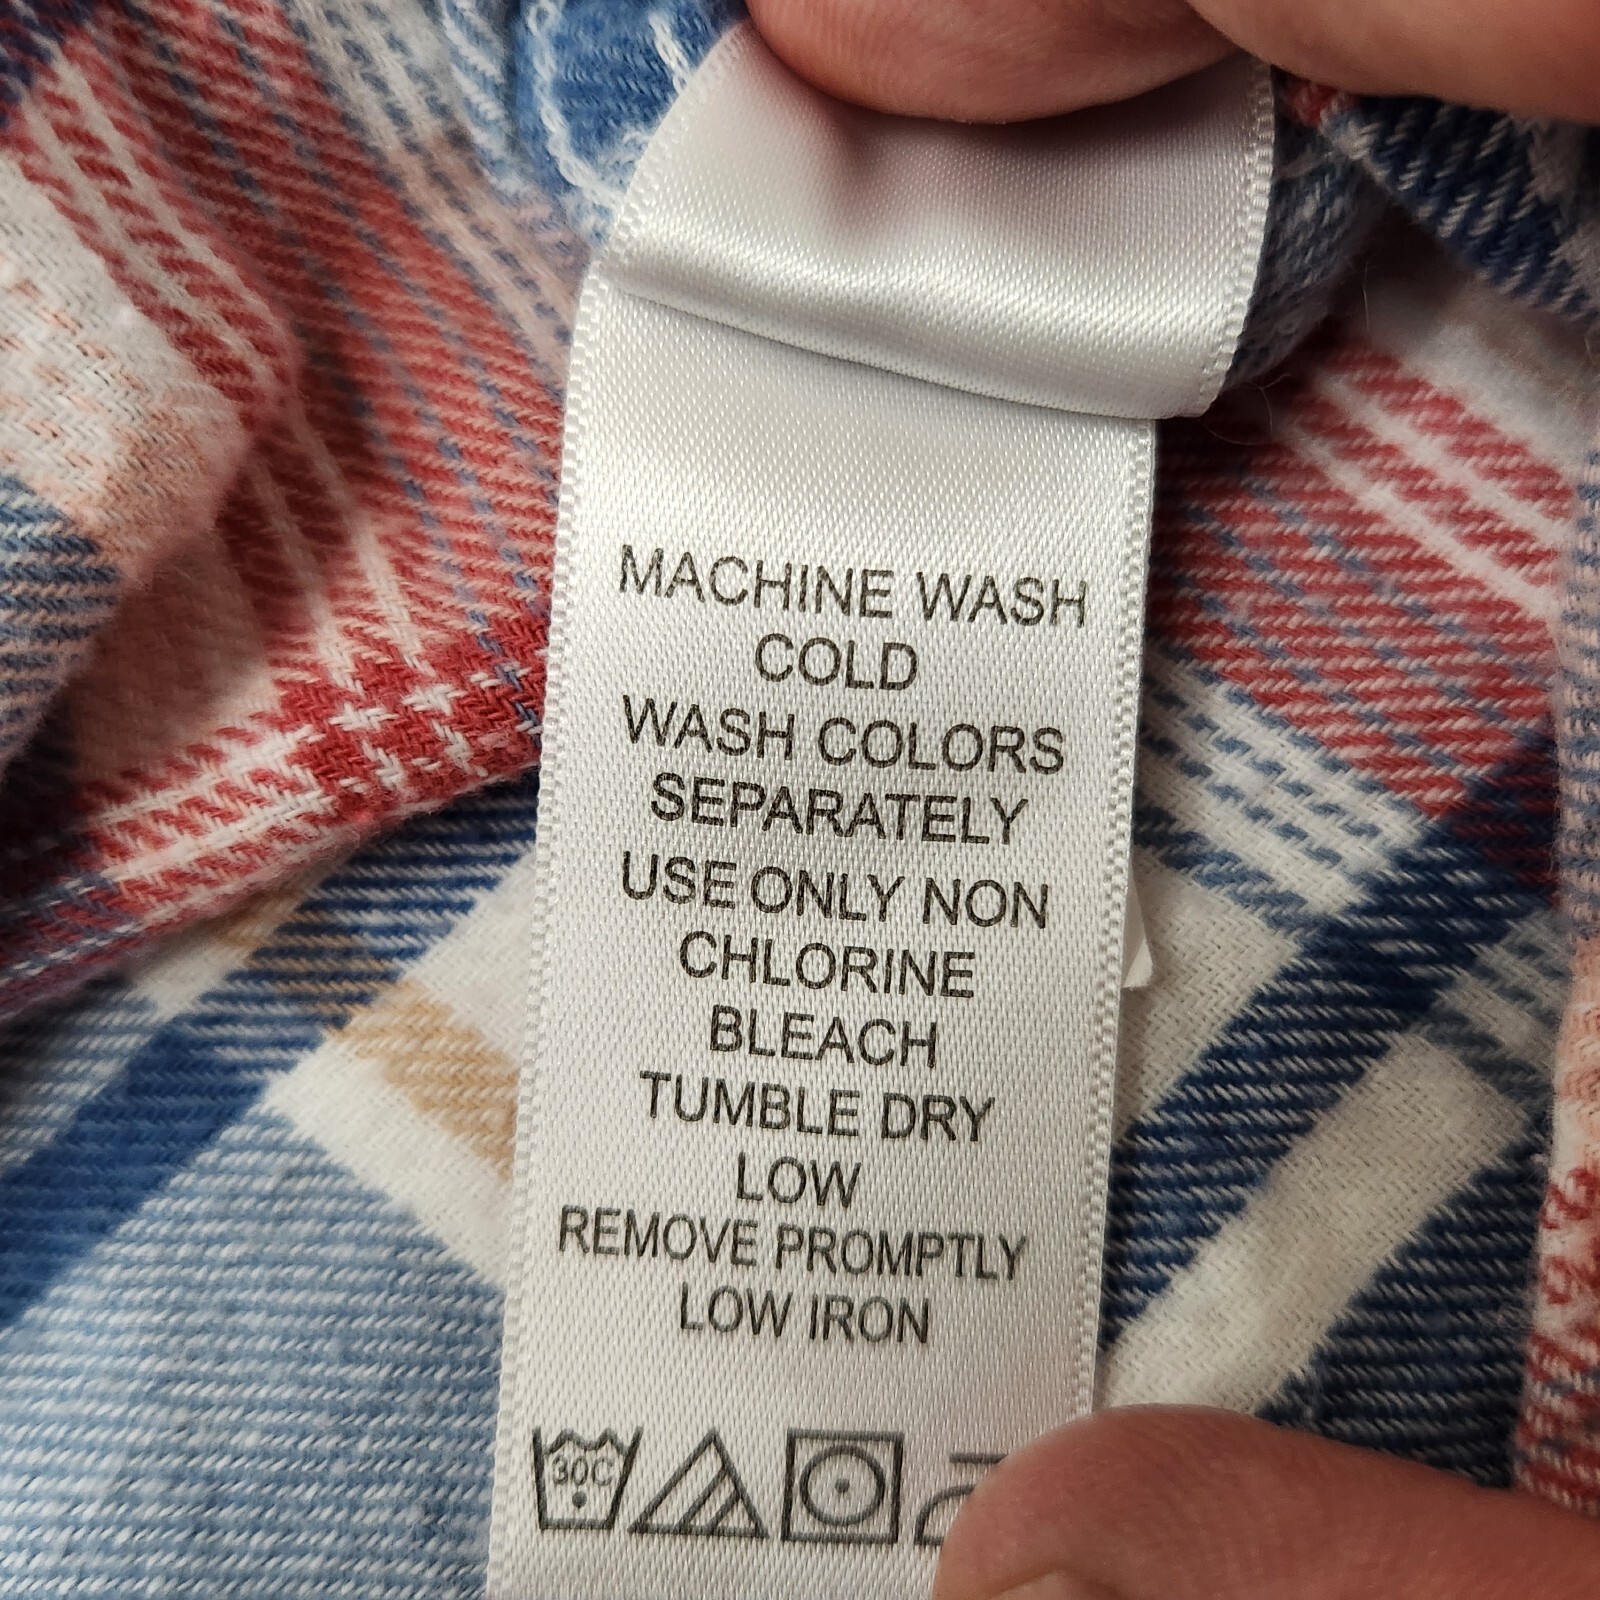 MACHINE WASH
COLD
WASH COLORS
SEPARATELY
USE ONLY NON
CHLORINE
BLEACH
TUMBLE DRY
LOW
REMOVE PROMPTLY
LOW IRON
30C